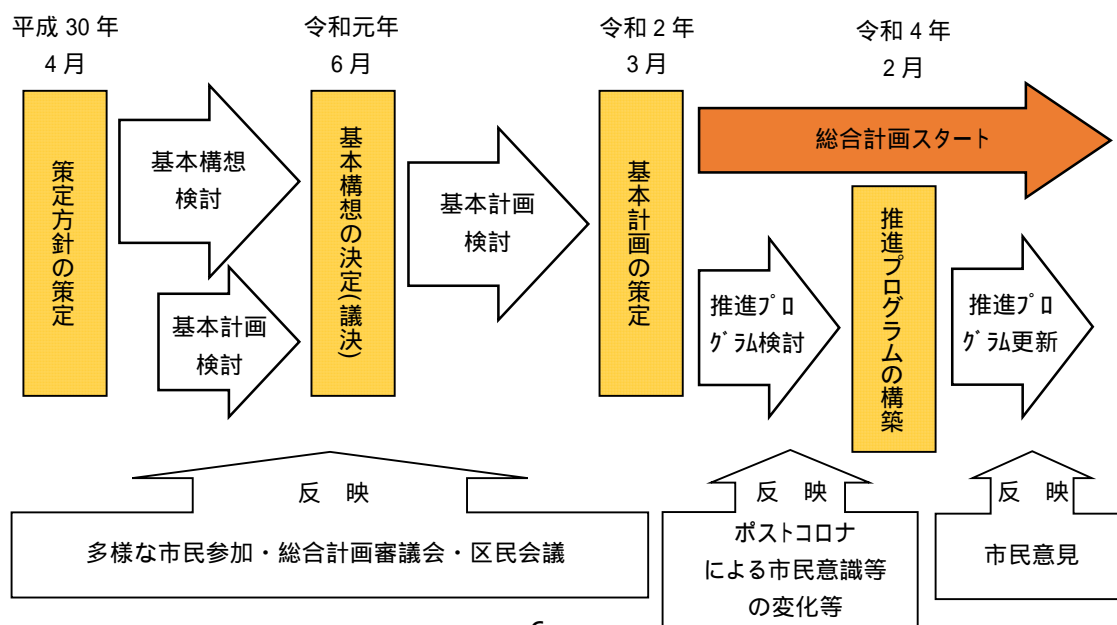 平成 30 年
4 月
令和元年
6 月
令和 2 年
3 月
令和 4 年
2 月
策定方針の策定
基本構想
検討
基本計画
検討
基本構想の決定(議決)
基本計画
検討
基本計画の策定
総合計画スタート
推進ﾌﾟﾛ
ｸﾞﾗﾑ検討
推進プログラムの構築
推進ﾌﾟﾛ
ｸﾞﾗﾑ更新
反　映
多様な市民参加・総合計画審議会・区民会議
反　映
ポストコロナ
による市民意識等
の変化等
反　映
市民意見